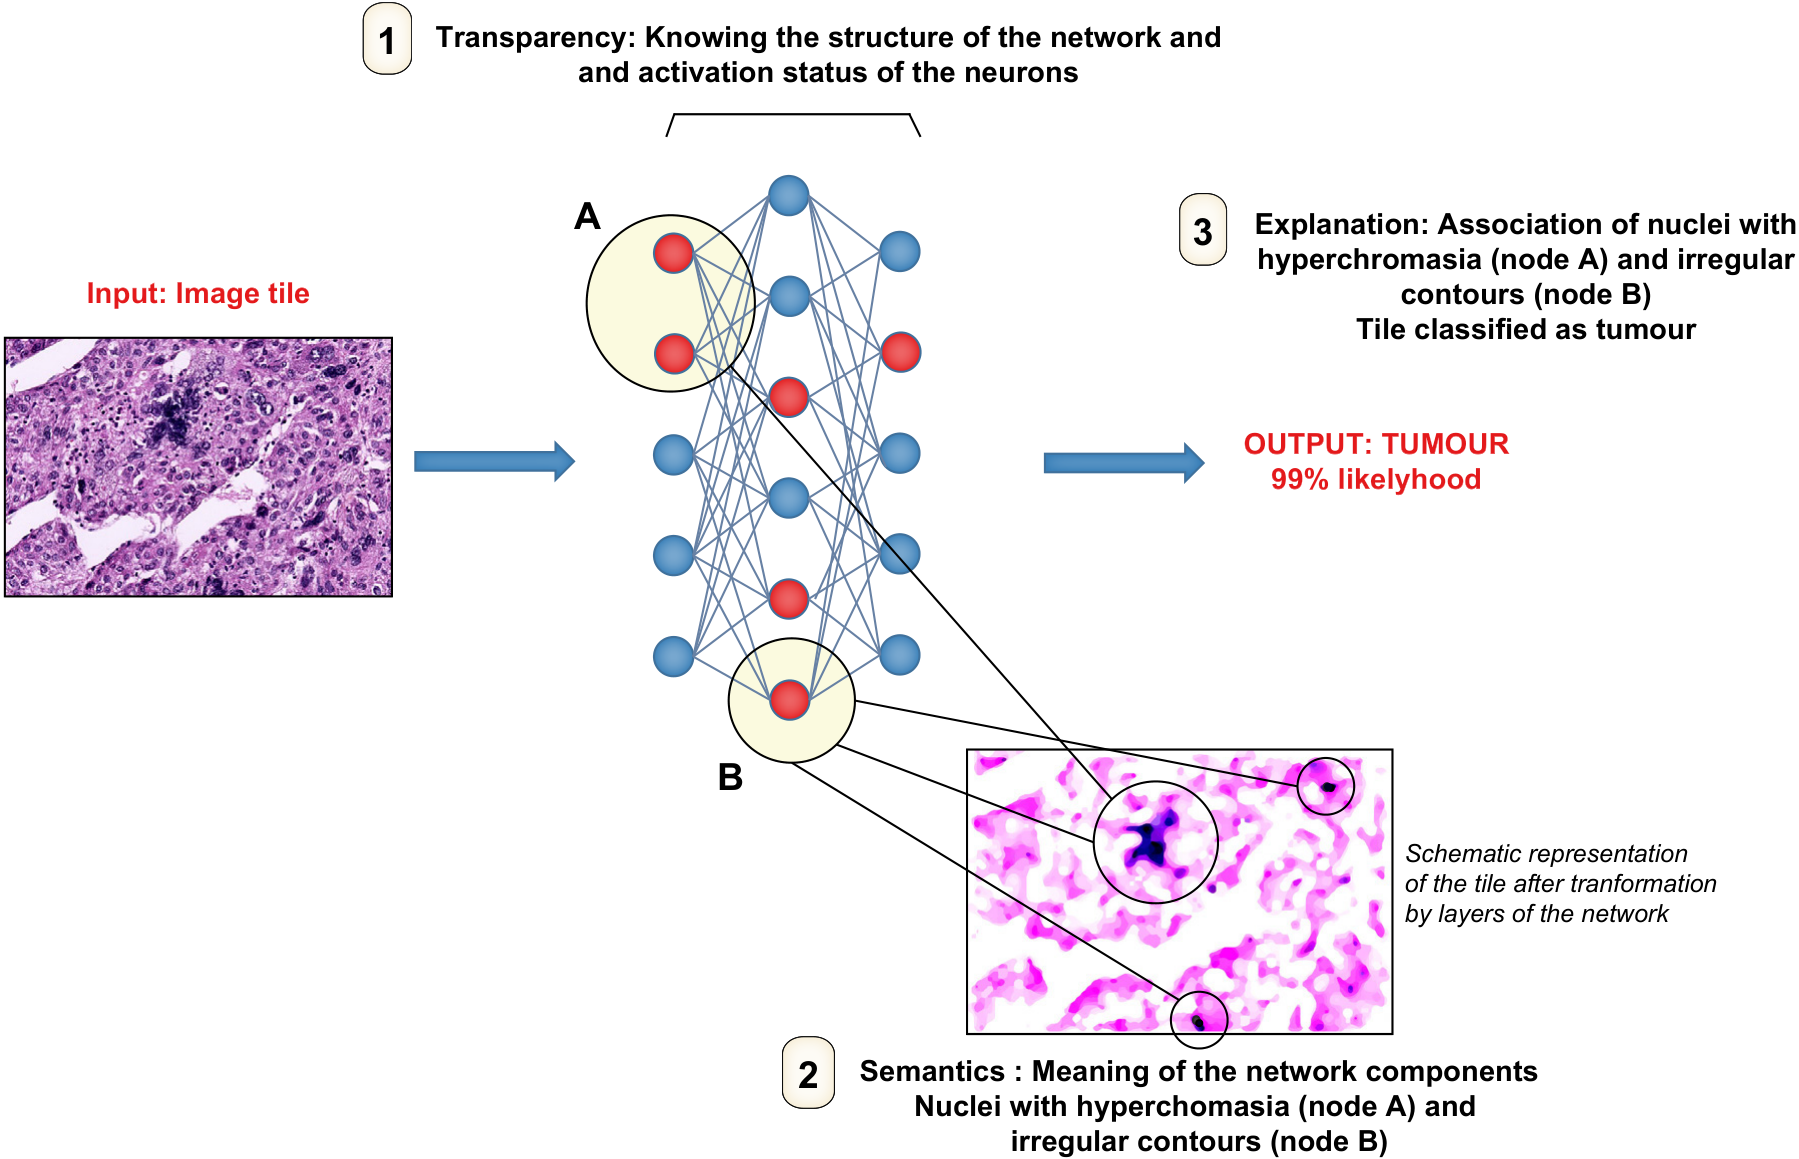 1
Transparency: Knowing the structure of the network and
and activation status of the neurons
A
Input: Image tile
3
Explanation: Association of nuclei with
hyperchromasia (node A) and irregular
contours (node B)
Tile classified as tumour
OUTPUT: TUMOUR
99% likelyhood
B
Schematic representation
of the tile after tranformation
by layers of the network
2
Semantics : Meaning of the network components
Nuclei with hyperchomasia (node A) and
irregular contours (node B)